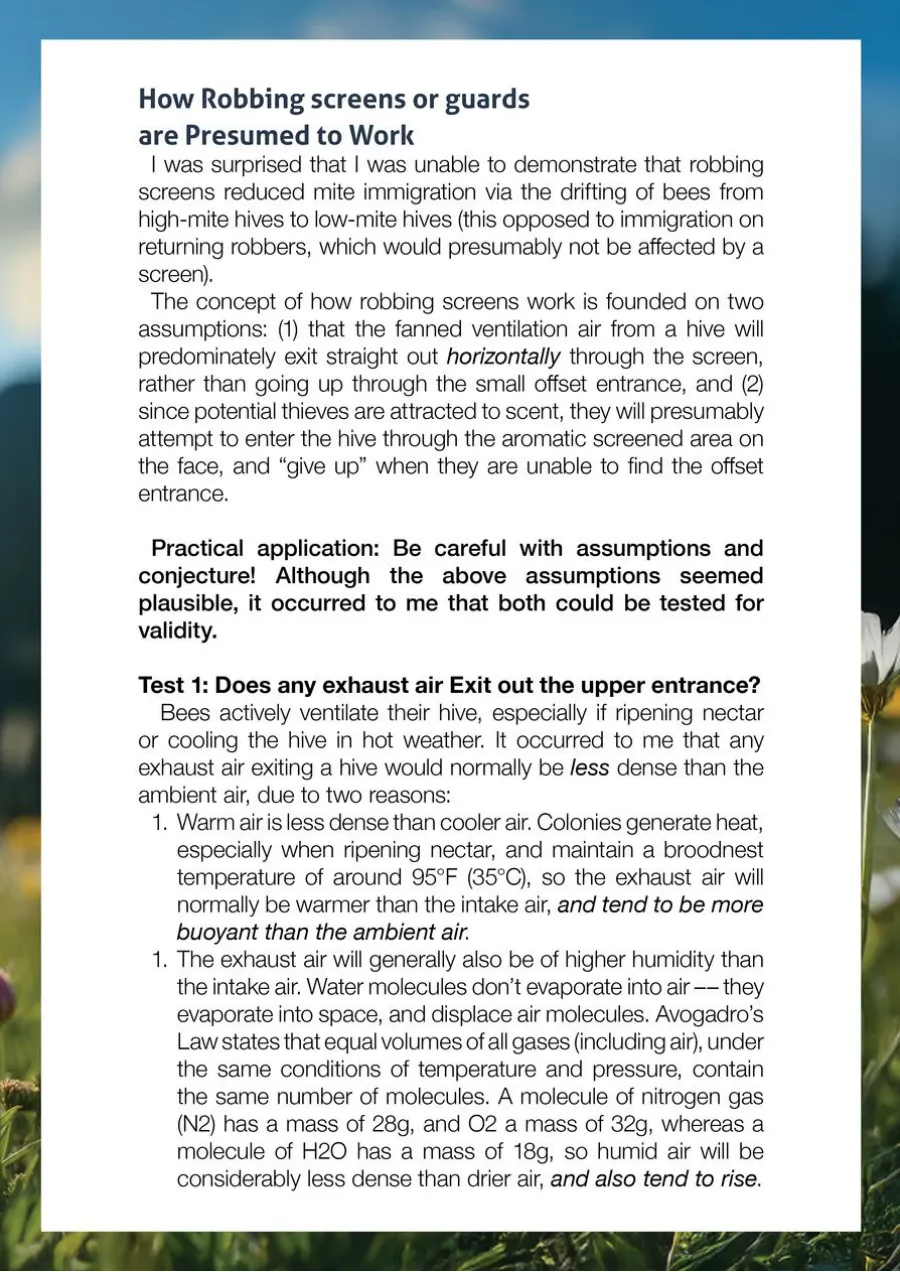 How Robbing screens or guards
are Presumed to Work
I was surprised that I was unable to demonstrate that robbing
screens reduced mite immigration via the drifting of bees from
high-mite hives to low-mite hives (this opposed to immigration on
returning robbers, which would presumably not be affected by a
screen).
The concept of how robbing screens work is founded on two
assumptions: (1) that the fanned ventilation air from a hive will
predominately exit straight out horizontally through the screen,
rather than going up through the small offset entrance, and (2)
since potential thieves are attracted to scent, they will presumably
attempt to enter the hive through the aromatic screened area on
the face, and “give up” when they are unable to find the offset
entrance.
Practical application: Be careful with assumptions and
conjecture! Although the above assumptions seemed
plausible, it occurred to me that both could be tested for
validity.
Test 1: Does any exhaust air Exit out the upper entrance?
Bees actively ventilate their hive, especially if ripening nectar
or cooling the hive in hot weather. It occurred to me that any
exhaust air exiting a hive would normally be less dense than the
ambient air, due to two reasons:
1. Warm air is less dense than cooler air. Colonies generate heat,
especially when ripening nectar, and maintain a broodnest
temperature of around 95°F (35°C), so the exhaust air will
normally be warmer than the intake air, and tend to be more
buoyant than the ambient air.
1. The exhaust air will generally also be of higher humidity than
the intake air. Water molecules don’t evaporate into air –– they
evaporate into space, and displace air molecules. Avogadro’s
Law states that equal volumes of all gases (including air), under
the same conditions of temperature and pressure, contain
the same number of molecules. A molecule of nitrogen gas
(N2) has a mass of 28g, and O2 a mass of 32g, whereas a
molecule of H2O has a mass of 18g, so humid air will be
considerably less dense than drier air, and also tend to rise.